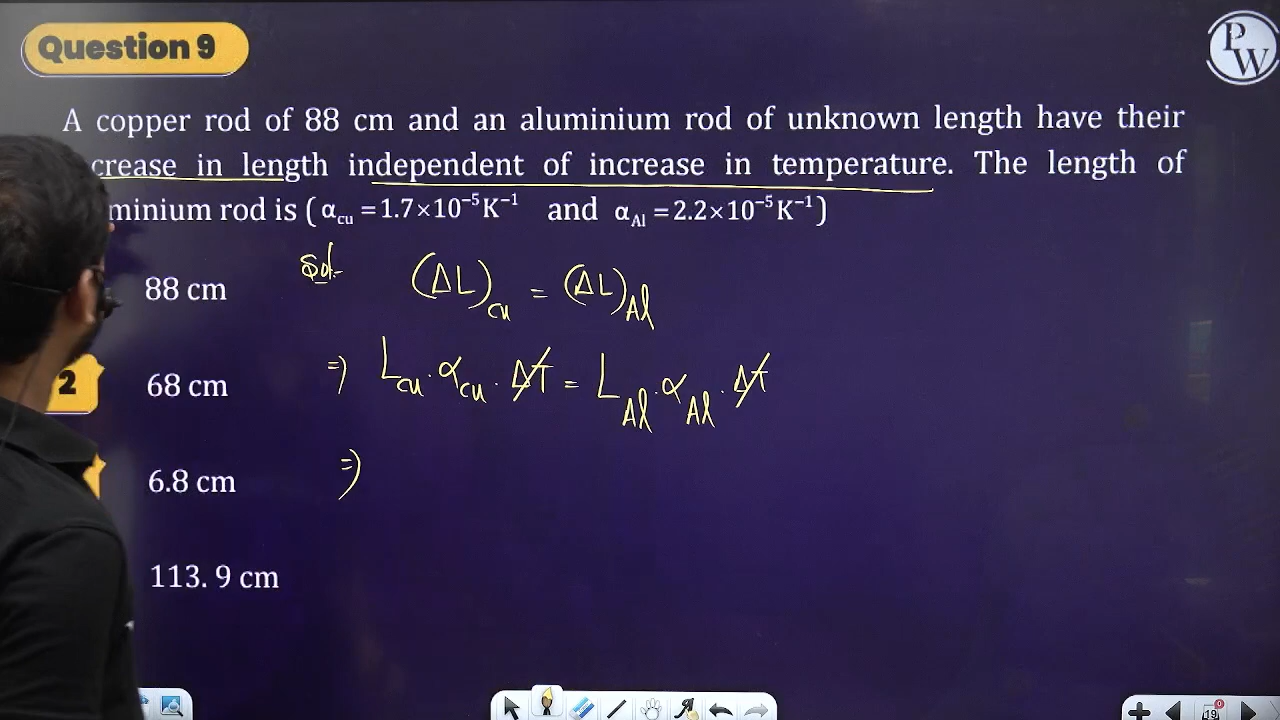 Question 9
PW
A copper rod of 88 cm and an aluminium rod of unknown length have their
crease in length independent of increase in temperature. The length of
minium rod is (αcu = 1.7×10⁻⁵K⁻¹ and αAl = 2.2×10⁻⁵K⁻¹)
88 cm
Sol.
(ΔL)cu = (ΔL)Al
2
68 cm
⇒ Lcu · αcu · ΔT = LAl · αAl · ΔT
6.8 cm
⇒
113. 9 cm
19